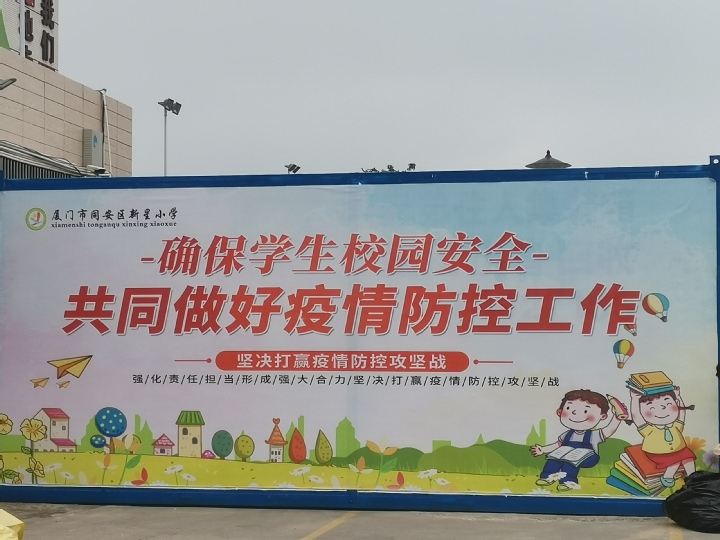 我们
厦门市同安区新星小学
xiamenshi tonganqu xinxing xiaoxue
-确保学生校园安全-
共同做好疫情防控工作
坚决打赢疫情防控攻坚战
强/化/责/任/担/当/形/成/强/大/合/力/坚/决/打/赢/疫/情/防/控/攻/坚/战